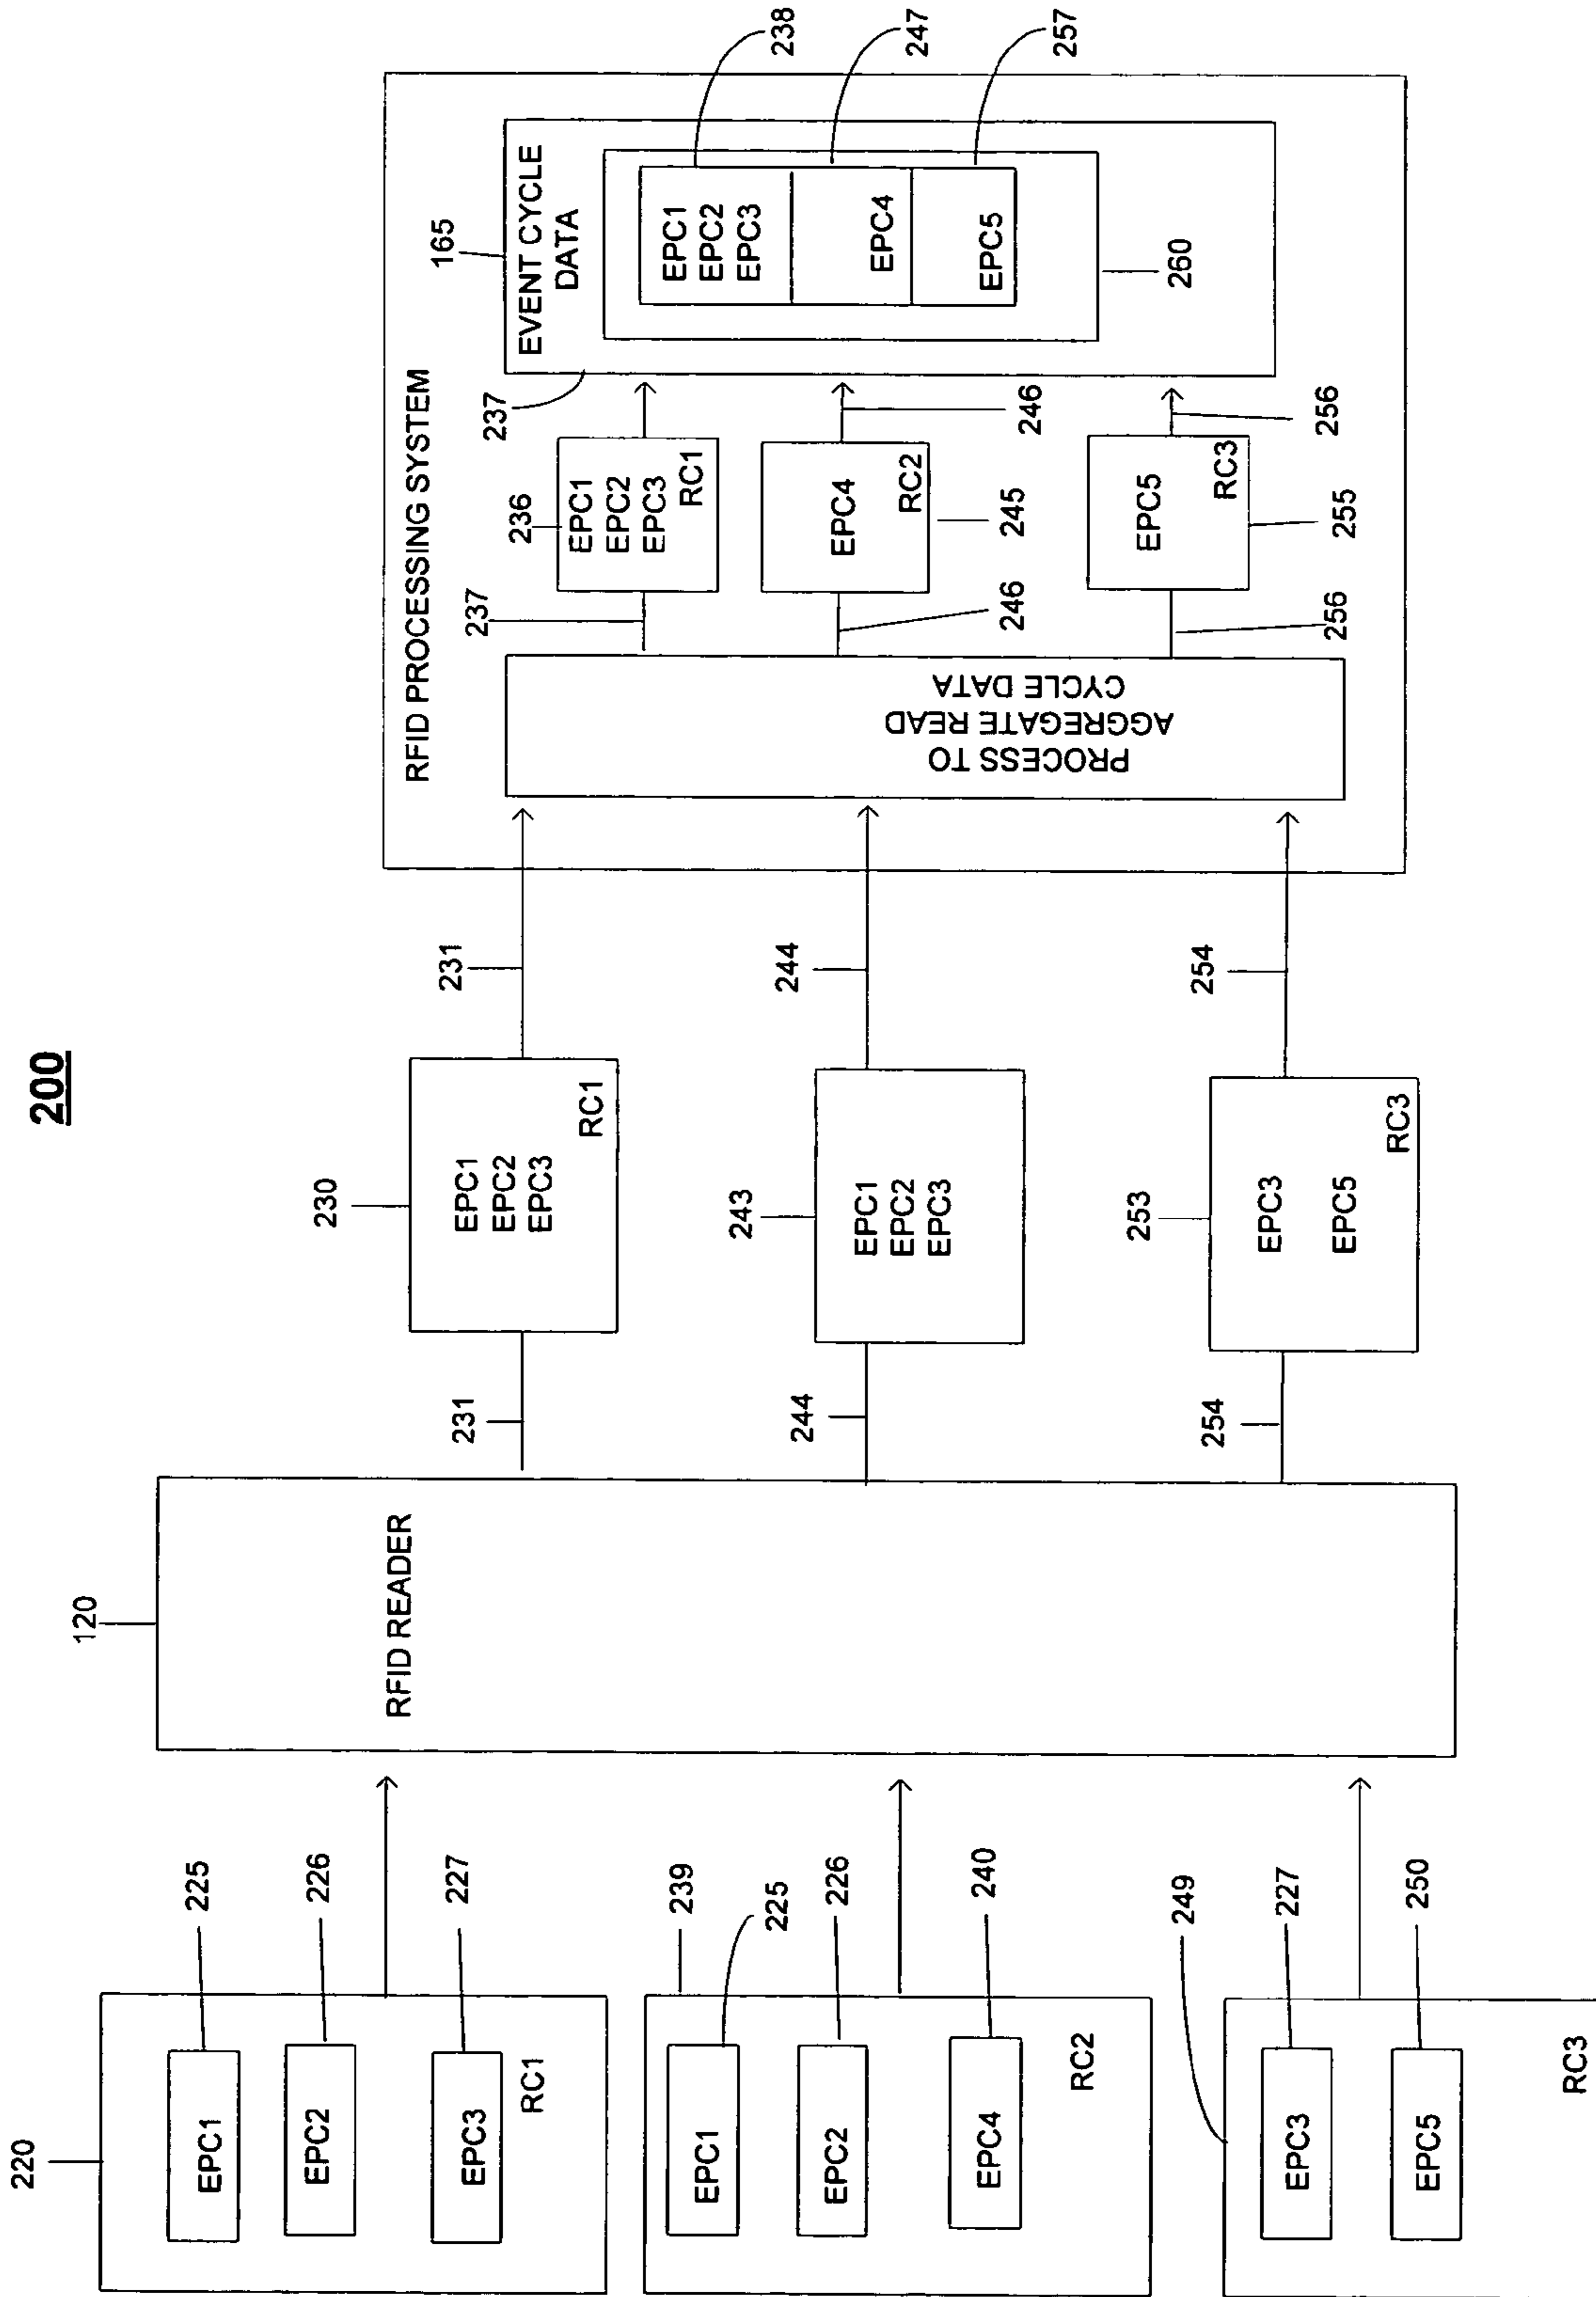 200
220
EPC1
225
EPC2
226
EPC3
227
RC1
239
EPC1
225
EPC2
226
EPC4
240
RC2
249
EPC3
227
EPC5
250
RC3
120
RFID READER
231
244
254
230
EPC1
EPC2
EPC3
RC1
243
EPC1
EPC2
EPC3
253
EPC3
EPC5
RC3
231
244
254
RFID PROCESSING SYSTEM
PROCESS TO
AGGREGATE READ
CYCLE DATA
237
246
256
236
EPC1
EPC2
EPC3
RC1
EPC4
RC2
245
EPC5
RC3
255
237
246
256
165
EVENT CYCLE
DATA
EPC1
EPC2
EPC3
EPC4
EPC5
260
238
247
257